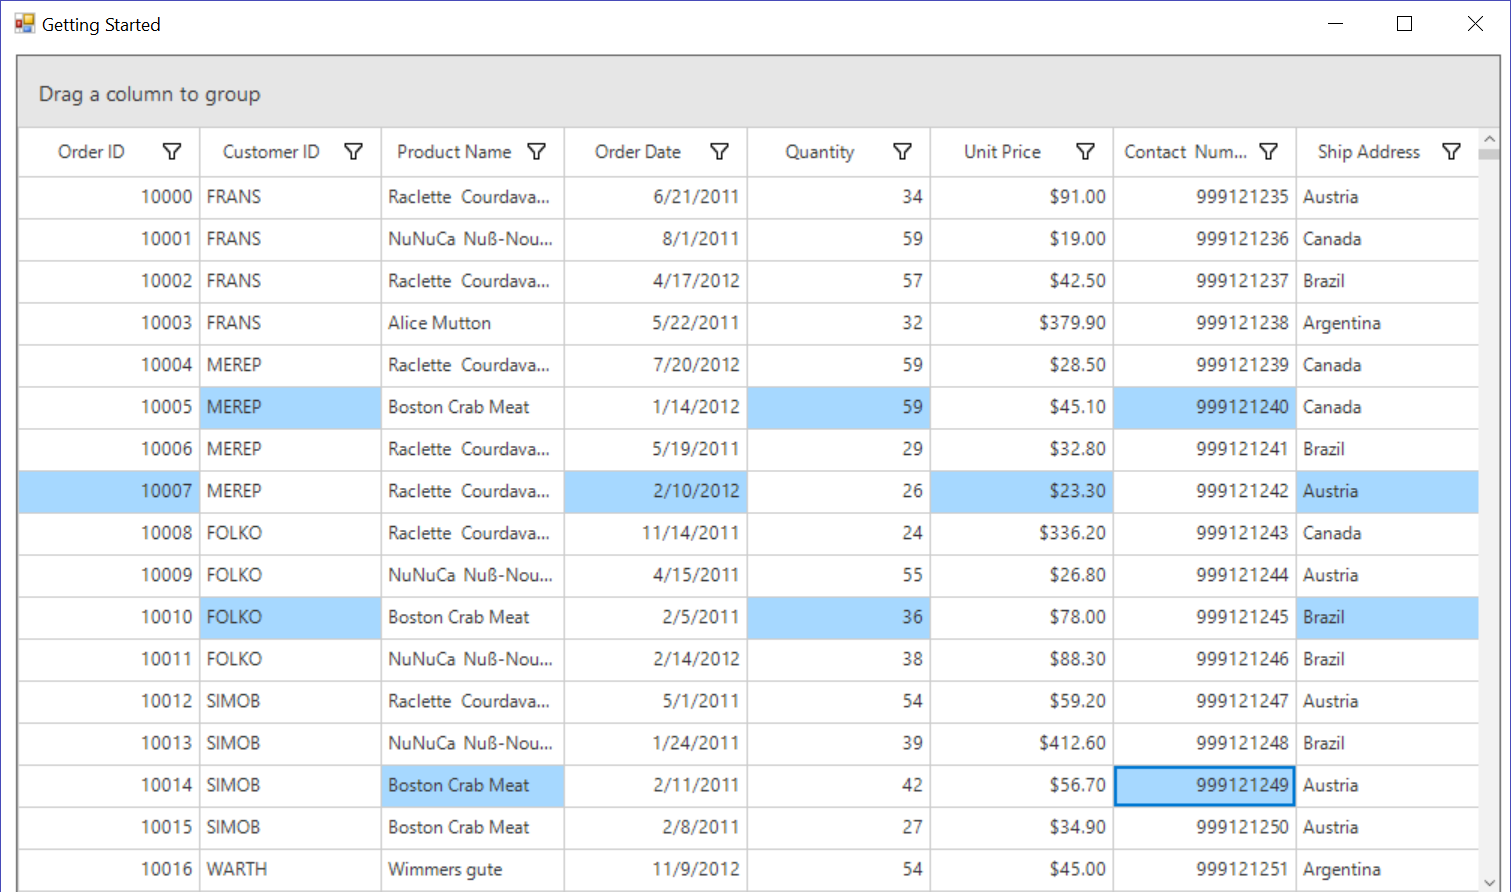 Getting Started
Drag a column to group
Order ID Customer ID Product Name Order Date Quantity Unit Price Contact Num... Ship Address
10000 FRANS Raclette Courdava... 6/21/2011 34 $91.00 999121235 Austria
10001 FRANS NuNuCa Nuß-Nou... 8/1/2011 59 $19.00 999121236 Canada
10002 FRANS Raclette Courdava... 4/17/2012 57 $42.50 999121237 Brazil
10003 FRANS Alice Mutton 5/22/2011 32 $379.90 999121238 Argentina
10004 MEREP Raclette Courdava... 7/20/2012 59 $28.50 999121239 Canada
10005 MEREP Boston Crab Meat 1/14/2012 59 $45.10 999121240 Canada
10006 MEREP Raclette Courdava... 5/19/2011 29 $32.80 999121241 Brazil
10007 MEREP Raclette Courdava... 2/10/2012 26 $23.30 999121242 Austria
10008 FOLKO Raclette Courdava... 11/14/2011 24 $336.20 999121243 Canada
10009 FOLKO NuNuCa Nuß-Nou... 4/15/2011 55 $26.80 999121244 Austria
10010 FOLKO Boston Crab Meat 2/5/2011 36 $78.00 999121245 Brazil
10011 FOLKO NuNuCa Nuß-Nou... 2/14/2012 38 $88.30 999121246 Brazil
10012 SIMOB Raclette Courdava... 5/1/2011 54 $59.20 999121247 Austria
10013 SIMOB NuNuCa Nuß-Nou... 1/24/2011 39 $412.60 999121248 Brazil
10014 SIMOB Boston Crab Meat 2/11/2011 42 $56.70 999121249 Austria
10015 SIMOB Boston Crab Meat 2/8/2011 27 $34.90 999121250 Austria
10016 WARTH Wimmers gute 11/9/2012 54 $45.00 999121251 Argentina